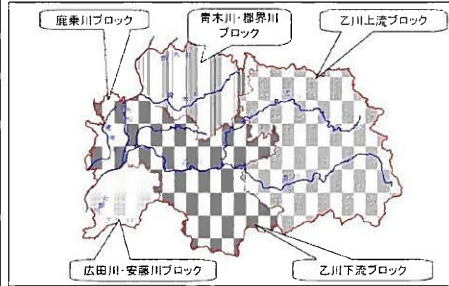 鹿乗川ブロック
青木川・郡界川
ブロック
乙川上流ブロック
広田川・安藤川ブロック
乙川下流ブロック